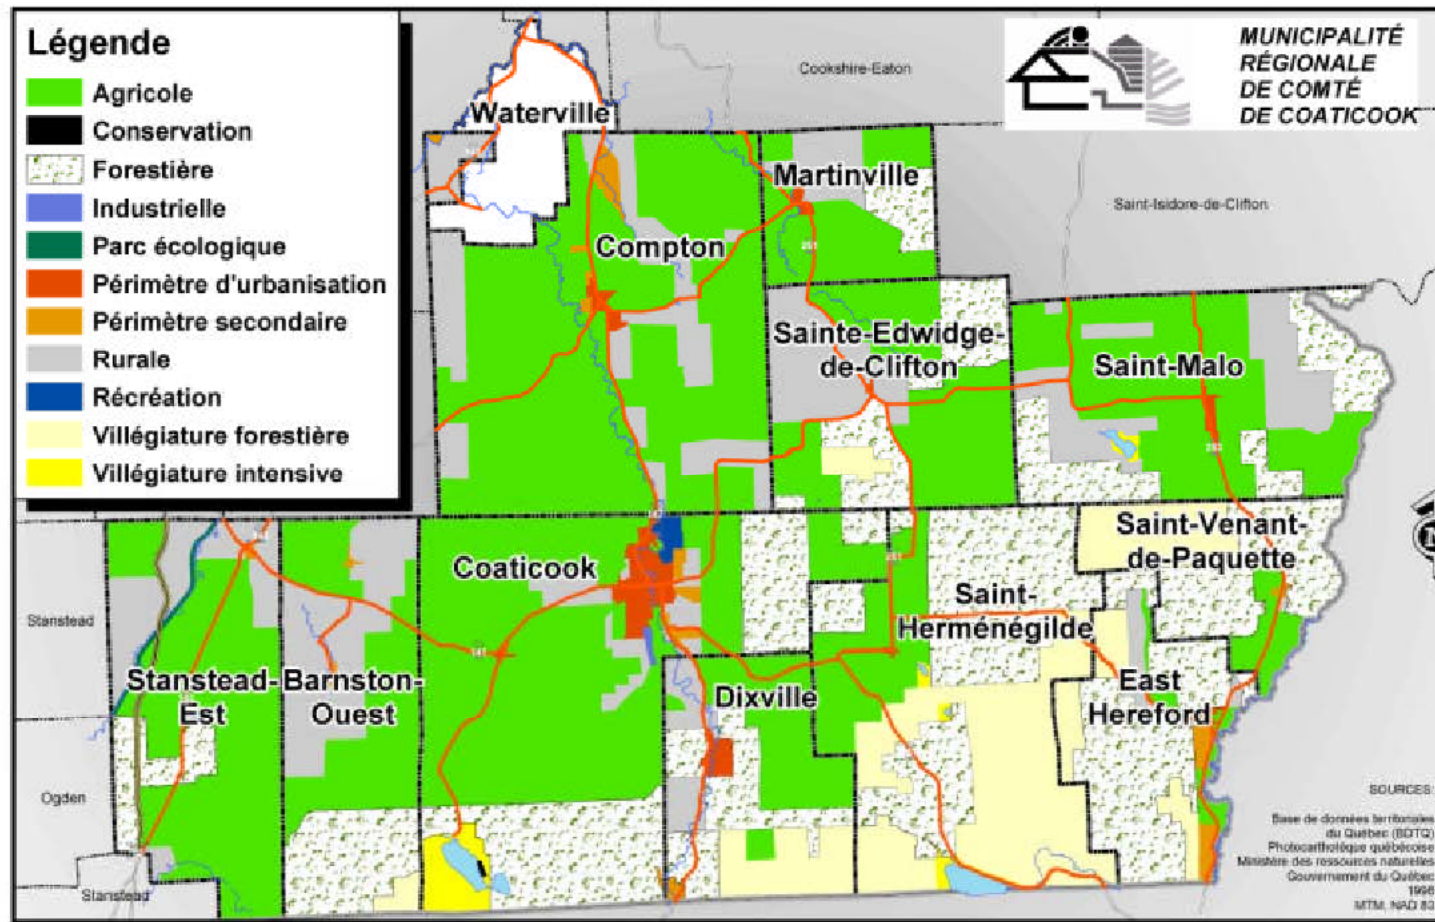 Légende
Agricole
Conservation
Forestière
Industrielle
Parc écologique
Périmètre d'urbanisation
Périmètre secondaire
Rurale
Récréation
Villégiature forestière
Villégiature intensive
MUNICIPALITÉ
RÉGIONALE
DE COMTÉ
DE COATICOOK
Cookshire-Eaton
Waterville
Martinville
Saint-Isidore-de-Clifton
Compton
Sainte-Edwidge-
de-Clifton
Saint-Malo
Saint-Venant-
de-Paquette
Coaticook
Saint-
Herménégilde
Stanstead
Stanstead-
Est
Barnston-
Ouest
Dixville
East
Hereford
Ogden
Stanstead
SOURCES:
Base de données territoriales
du Québec (BDTQ)
Photocartholéque québécoise
Ministère des ressources naturelles
Gouvernement du Québec
1998
MTM, NAD 83